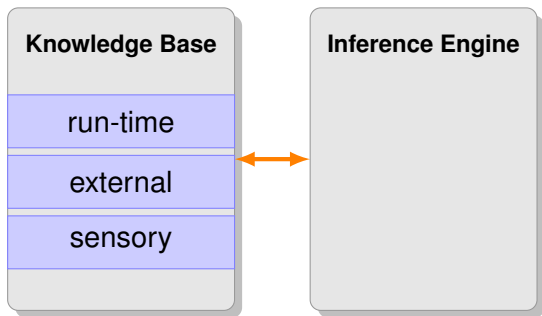 Knowledge Base
Inference Engine
run-time
external
sensory